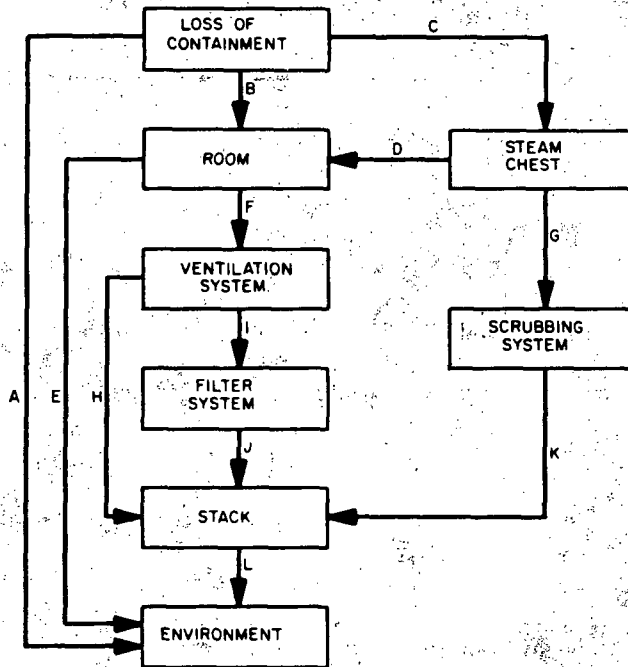 LOSS OF
CONTAINMENT
C
B
ROOM
D
STEAM
CHEST
F
G
VENTILATION
SYSTEM
I
SCRUBBING
SYSTEM
A
E
H
FILTER
SYSTEM
J
K
STACK
L
ENVIRONMENT